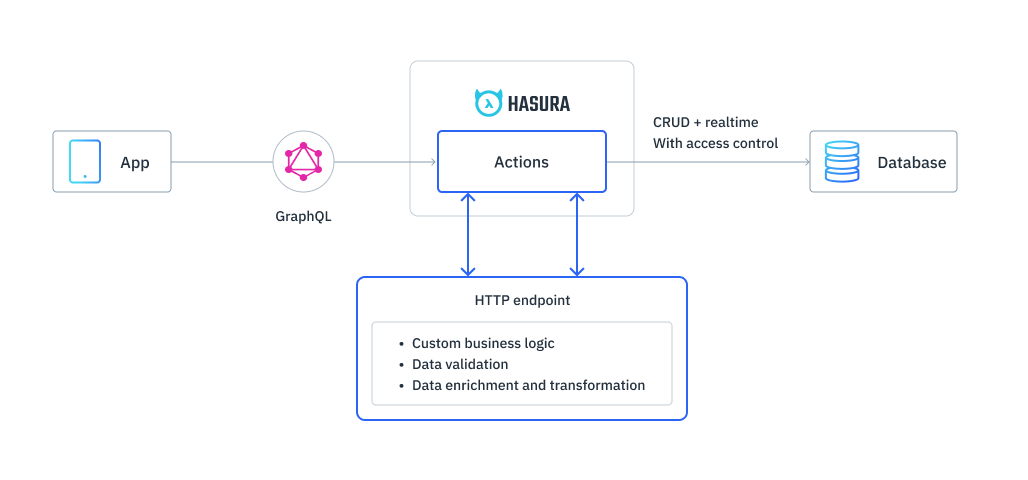 HASURA
App
GraphQL
Actions
CRUD + realtime
With access control
Database
HTTP endpoint
• Custom business logic
• Data validation
• Data enrichment and transformation